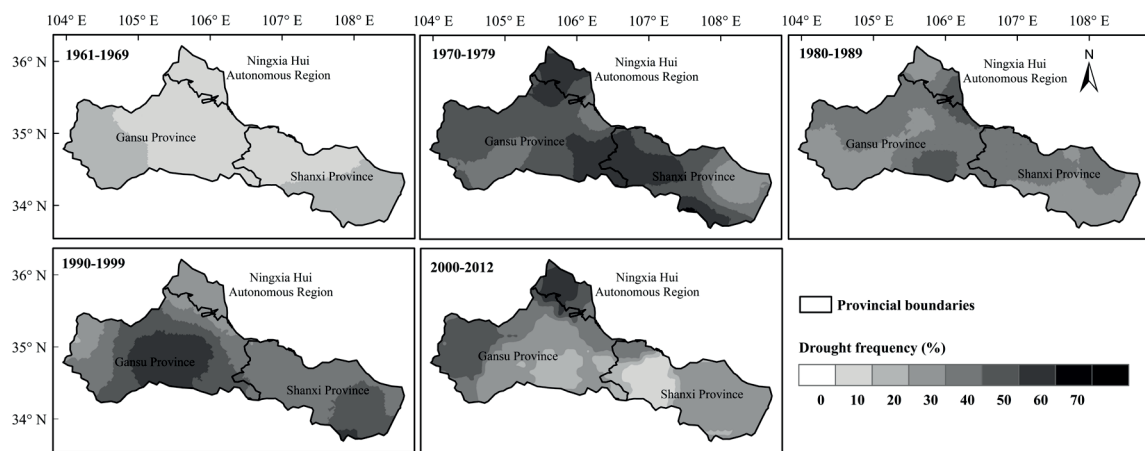 104° E 105° E 106° E 107° E 108° E 104° E 105° E 106° E 107° E 108° E 104° E 105° E 106° E 107° E 108° E
36° N
35° N
34° N
1961-1969
Ningxia Hui
Autonomous Region
Gansu Province
Shanxi Province
1970-1979
Ningxia Hui
Autonomous Region
Gansu Province
Shanxi Province
1980-1989
Ningxia Hui
Autonomous Region
Gansu Province
Shanxi Province
N
36° N
35° N
34° N
1990-1999
Ningxia Hui
Autonomous Region
Gansu Province
Shanxi Province
2000-2012
Ningxia Hui
Autonomous Region
Gansu Province
Shanxi Province
Provincial boundaries
Drought frequency (%)
0 10 20 30 40 50 60 70